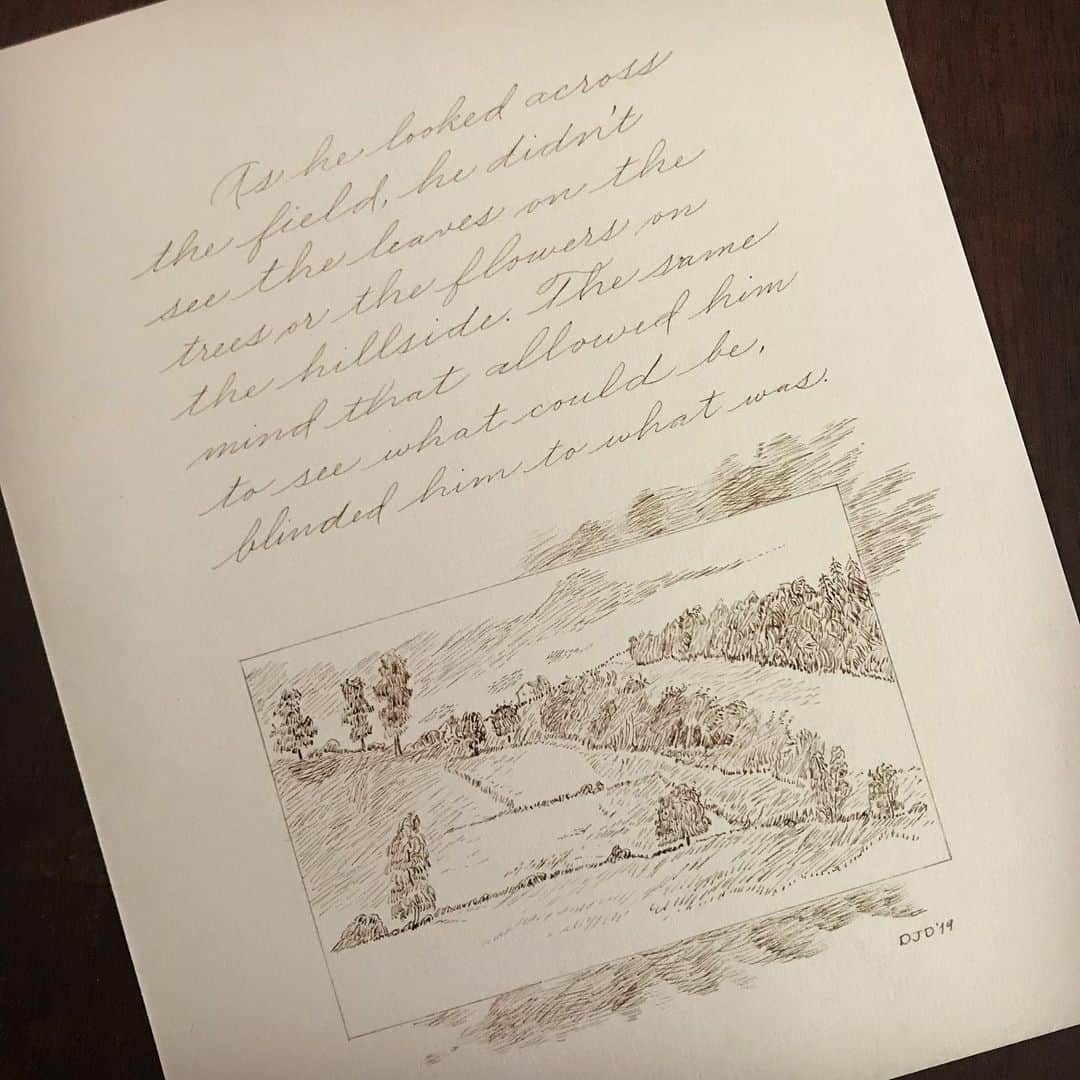 As he looked across
the field, he didn't
see the leaves on the
trees or the flowers on
the hillside. The same
mind that allowed him
to see what could be,
blinded him to what was.
DJD'19